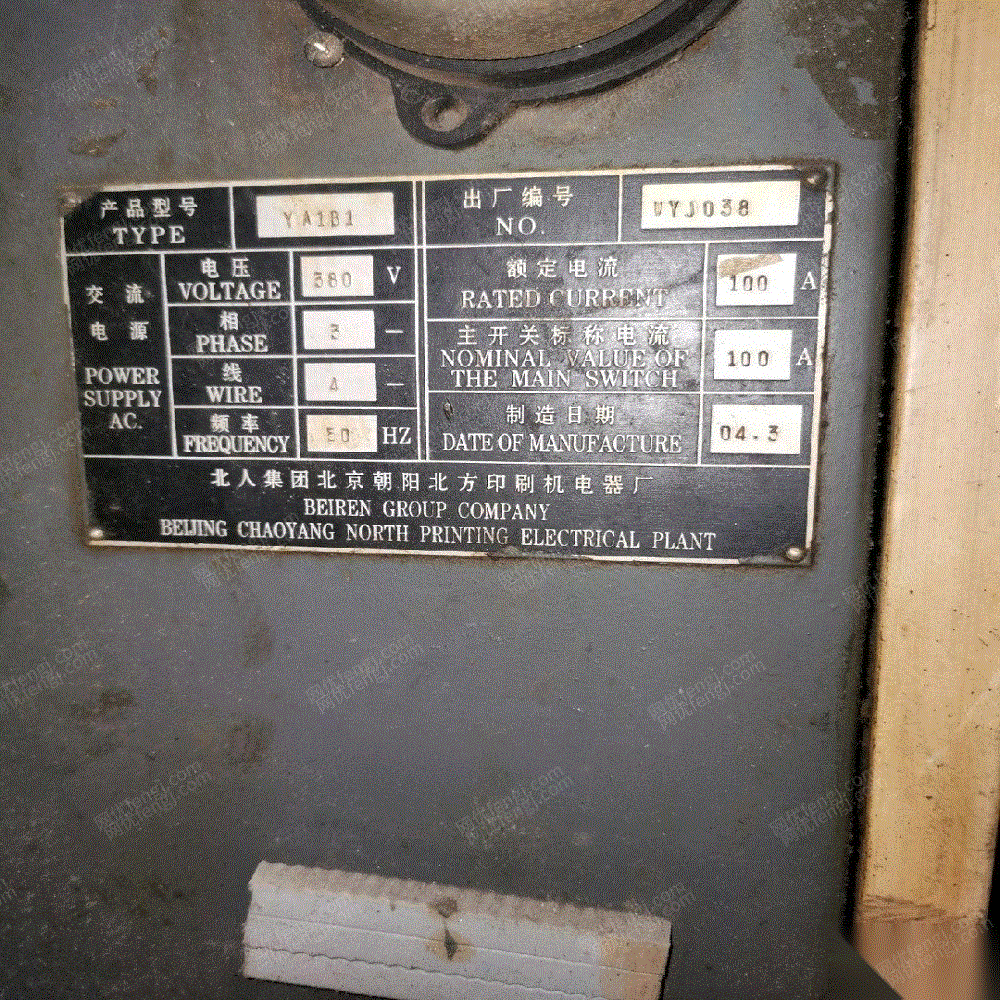 产品型号 YA1B1 出厂编号 WYJ038
TYPE NO.
交流 电压 380 V 额定电流 100 A
VOLTAGE RATED CURRENT
电源 相 3 — 主开关标称电流 100 A
PHASE NOMINAL VALUE OF
THE MAIN SWITCH
POWER 线 4 —
SUPPLY WIRE
AC. 频率 50 HZ 制造日期 04.3
FREQUENCY DATE OF MANUFACTURE
北人集团北京朝阳北方印刷机电器厂
BEIREN GROUP COMPANY
BEIJING CHAOYANG NORTH PRINTING ELECTRICAL PLANT